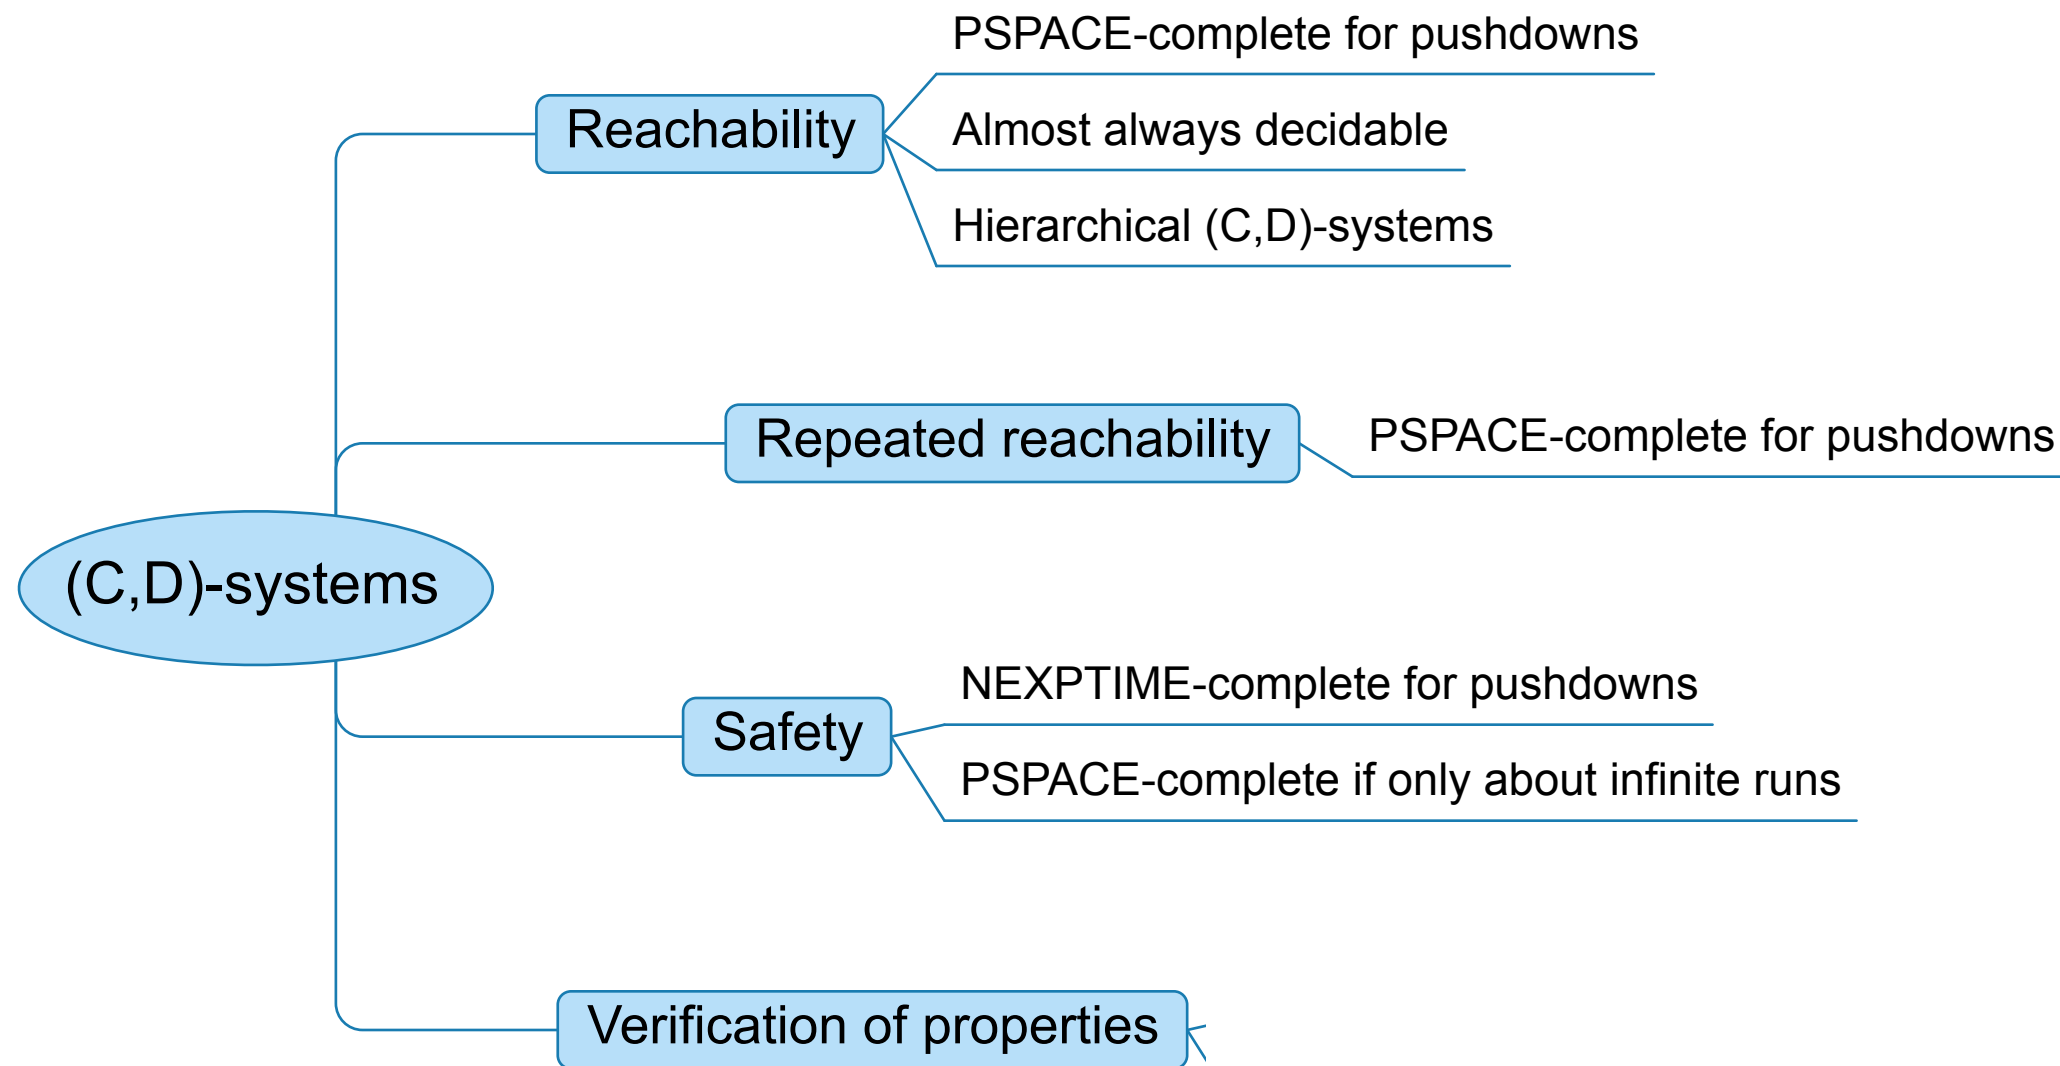 PSPACE-complete for pushdowns
Reachability
Almost always decidable
Hierarchical (C,D)-systems
Repeated reachability
PSPACE-complete for pushdowns
(C,D)-systems
NEXPTIME-complete for pushdowns
Safety
PSPACE-complete if only about infinite runs
Verification of properties